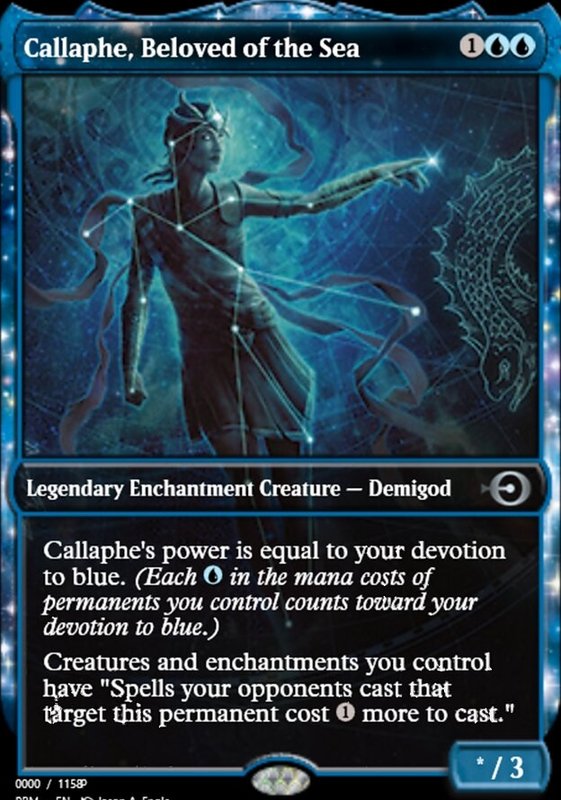 Callaphe, Beloved of the Sea
1
Legendary Enchantment Creature — Demigod
Callaphe's power is equal to your devotion
to blue. (Each in the mana costs of
permanents you control counts toward your
devotion to blue.)
Creatures and enchantments you control
have "Spells your opponents cast that
target this permanent cost 1 more to cast."
* / 3
0000 / 1158P